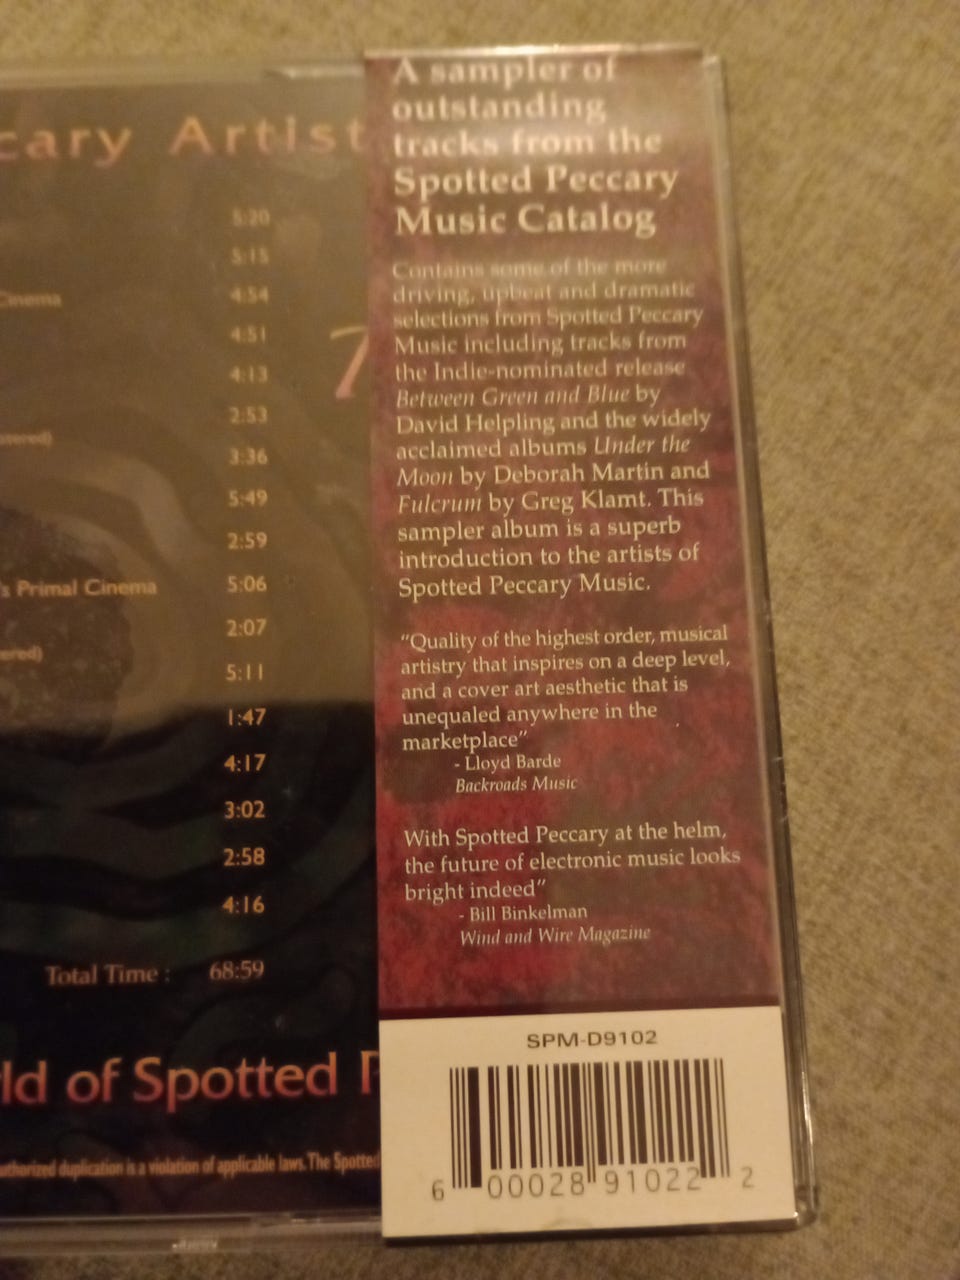 cary Artist
5:20
5:15
Cinema 4:54
4:51
4:13
2:53
3:36
5:49
2:59
s Primal Cinema 5:06
2:07
5:11
1:47
4:17
3:02
2:58
4:16
Total Time : 68:59
ld of Spotted P
duplication is a violation of applicable laws. The Spotted
A sampler of
outstanding
tracks from the
Spotted Peccary
Music Catalog
Contains some of the more
driving, upbeat and dramatic
selections from Spotted Peccary
Music including tracks from
the Indie-nominated release
Between Green and Blue by
David Helpling and the widely
acclaimed albums Under the
Moon by Deborah Martin and
Fulcrum by Greg Klamt. This
sampler album is a superb
introduction to the artists of
Spotted Peccary Music.
"Quality of the highest order, musical
artistry that inspires on a deep level,
and a cover art aesthetic that is
unequaled anywhere in the
marketplace"
- Lloyd Barde
Backroads Music
With Spotted Peccary at the helm,
the future of electronic music looks
bright indeed"
- Bill Binkelman
Wind and Wire Magazine
SPM-D9102
6 00028 91022 2